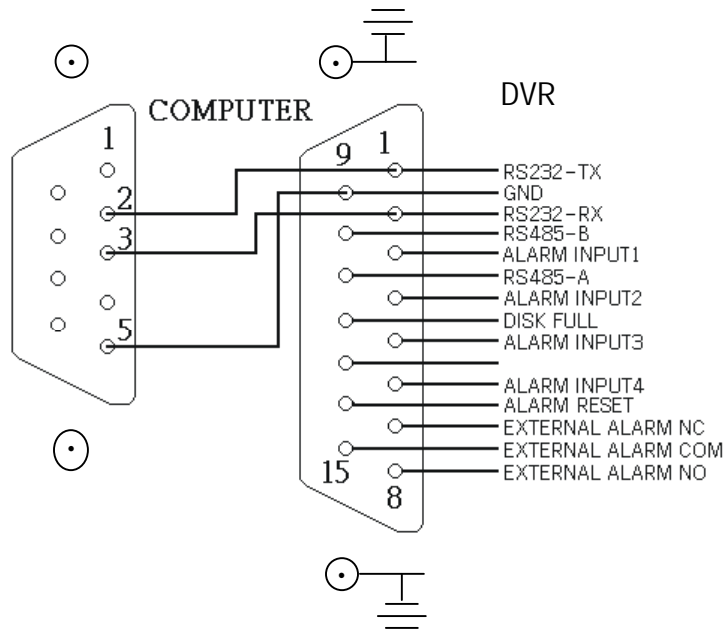 DVR
COMPUTER
1
2
3
5
9
1
15
8
RS232-TX
GND
RS232-RX
RS485-B
ALARM INPUT1
RS485-A
ALARM INPUT2
DISK FULL
ALARM INPUT3
ALARM INPUT4
ALARM RESET
EXTERNAL ALARM NC
EXTERNAL ALARM COM
EXTERNAL ALARM NO